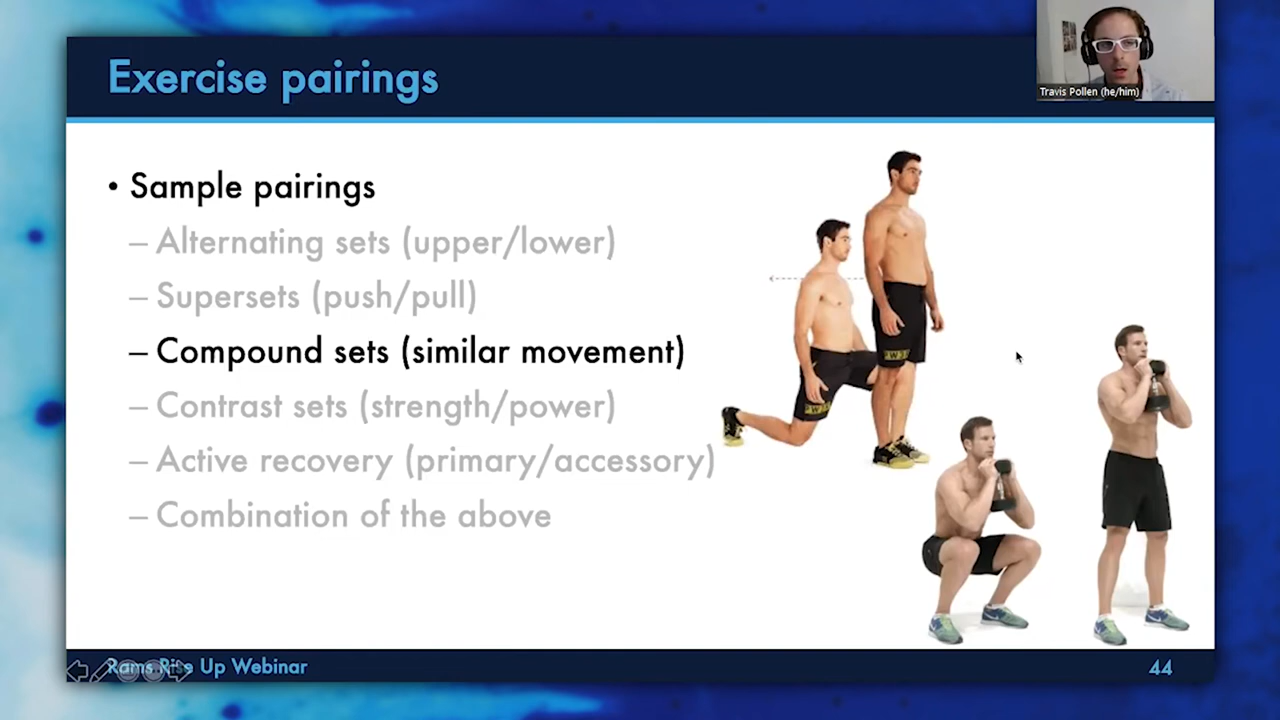 Exercise pairings
Travis Pollen (he/him)
• Sample pairings
– Alternating sets (upper/lower)
– Supersets (push/pull)
– Compound sets (similar movement)
– Contrast sets (strength/power)
– Active recovery (primary/accessory)
– Combination of the above
Rams Rise Up Webinar
44